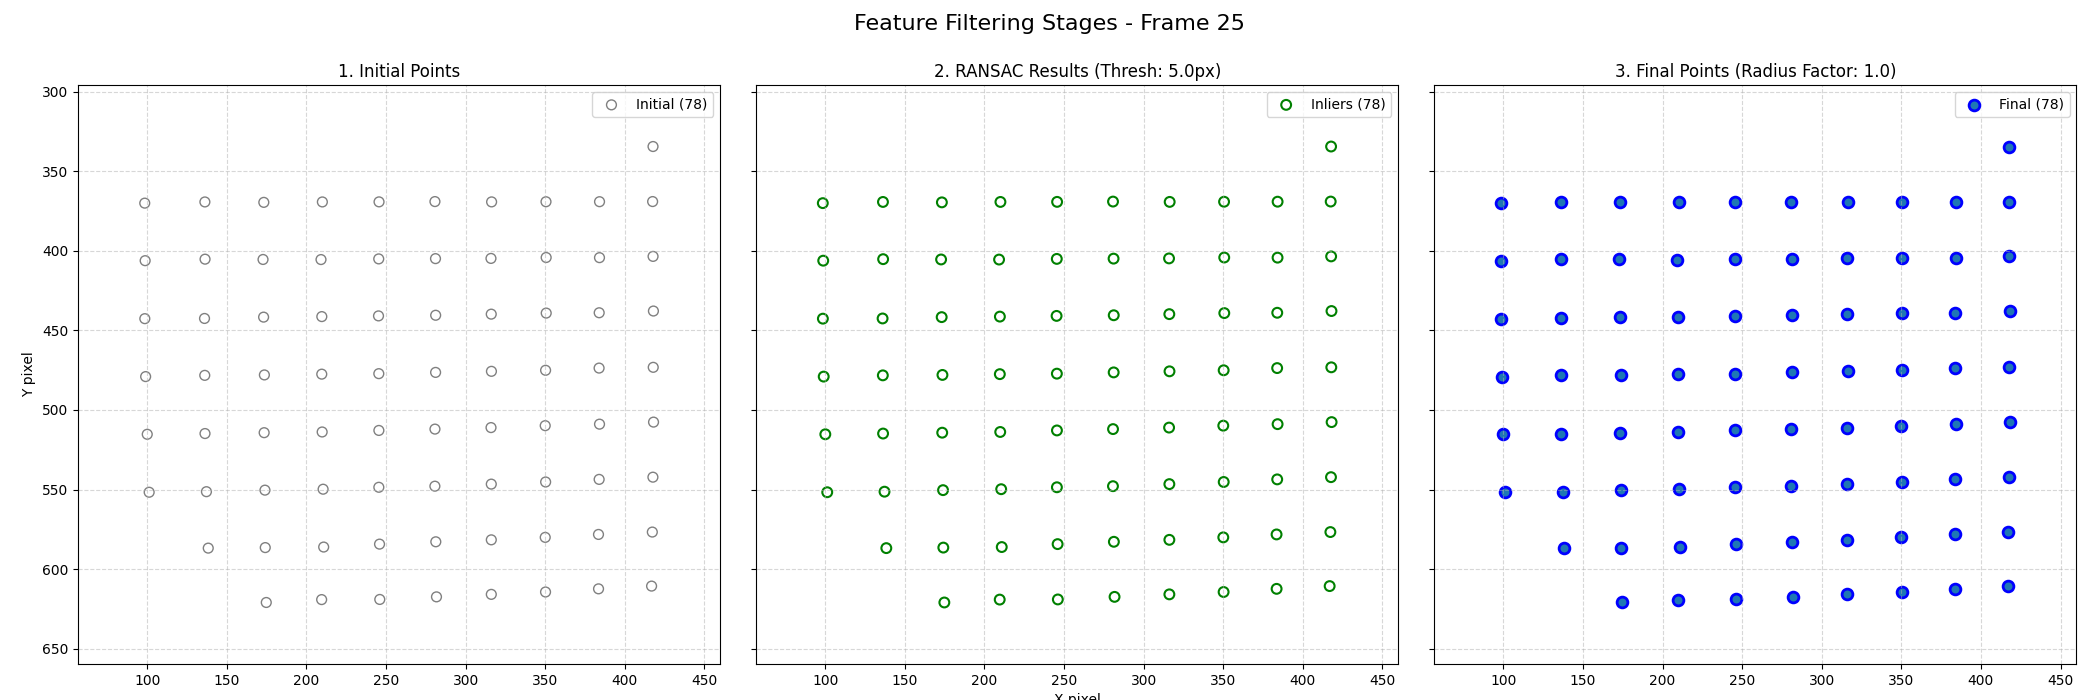 Feature Filtering Stages - Frame 25
1. Initial Points
Initial (78)
300
350
400
450
500
550
600
650
Y pixel
100 150 200 250 300 350 400 450
2. RANSAC Results (Thresh: 5.0px)
Inliers (78)
100 150 200 250 300 350 400 450
X pixel
3. Final Points (Radius Factor: 1.0)
Final (78)
100 150 200 250 300 350 400 450